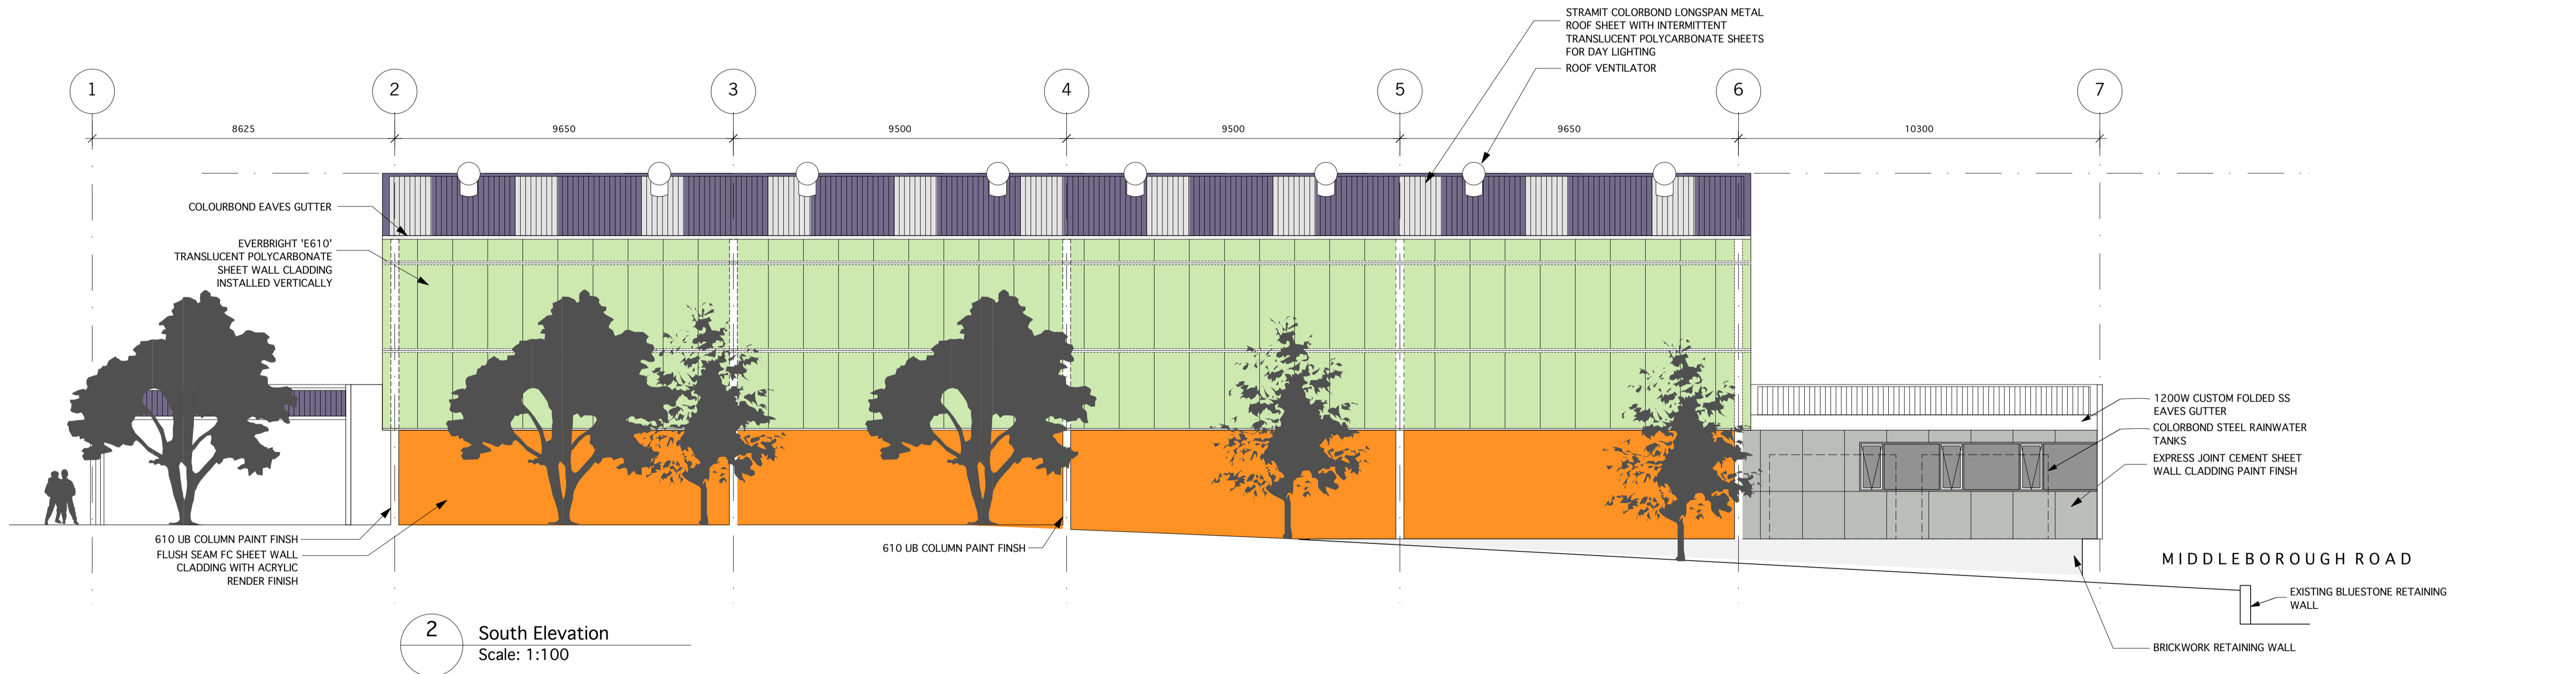 STRAMIT COLORBOND LONGSPAN METAL
ROOF SHEET WITH INTERMITTENT
TRANSLUCENT POLYCARBONATE SHEETS
FOR DAY LIGHTING
ROOF VENTILATOR
1
2
3
4
5
6
7
8625
9650
9500
9500
9650
10300
COLOURBOND EAVES GUTTER
EVERBRIGHT 'E610'
TRANSLUCENT POLYCARBONATE
SHEET WALL CLADDING
INSTALLED VERTICALLY
1200W CUSTOM FOLDED SS
EAVES GUTTER
COLORBOND STEEL RAINWATER
TANKS
EXPRESS JOINT CEMENT SHEET
WALL CLADDING PAINT FINSH
610 UB COLUMN PAINT FINSH
FLUSH SEAM FC SHEET WALL
CLADDING WITH ACRYLIC
RENDER FINISH
610 UB COLUMN PAINT FINSH
MIDDLEBOROUGH ROAD
EXISTING BLUESTONE RETAINING
WALL
BRICKWORK RETAINING WALL
2
South Elevation
Scale: 1:100